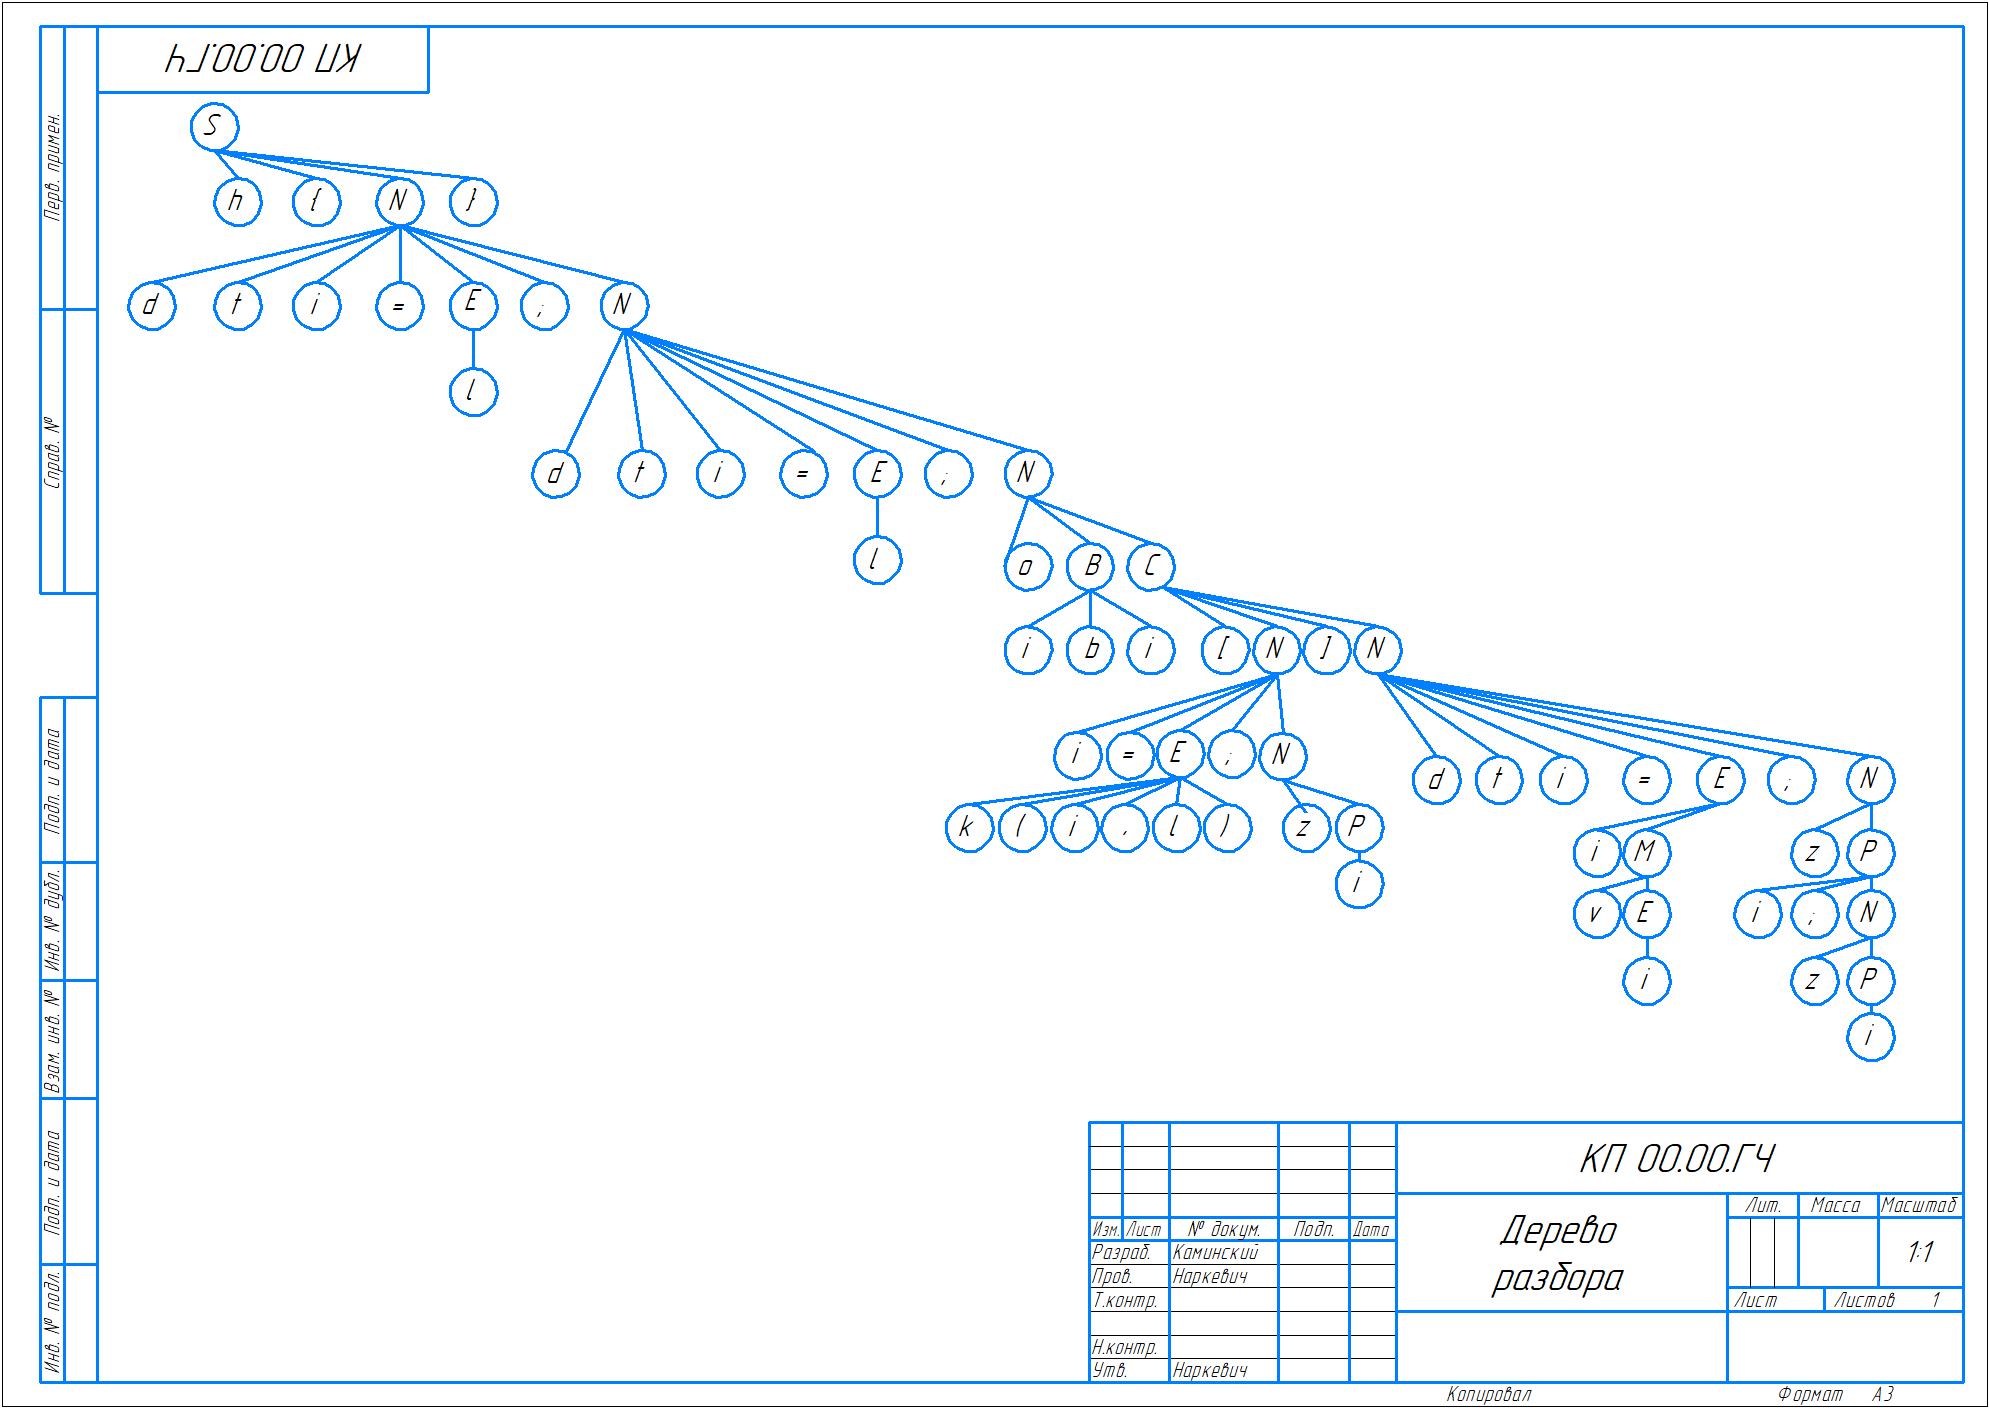 КП 00.00.ГЧ
Перв. примен.
Справ. №
Подп. и дата
Инв. № дубл.
Взам. инв. №
Подп. и дата
Инв. № подл.
S
h { N }
d t i = E ; N
l
d t i = E ; N
l
o B C
i b i [ N ] N
i = E ; N
d t i = E ; N
k ( i , l ) z P
i M z P
i
v E i ; N
i z P
i
КП 00.00.ГЧ
Лит. Масса Масштаб
Изм. Лист № докум. Подп. Дата
Дерево
разбора
1:1
Разраб. Каминский
Пров. Наркевич
Т.контр.
Лист Листов 1
Н.контр.
Утв. Наркевич
Копировал Формат А3